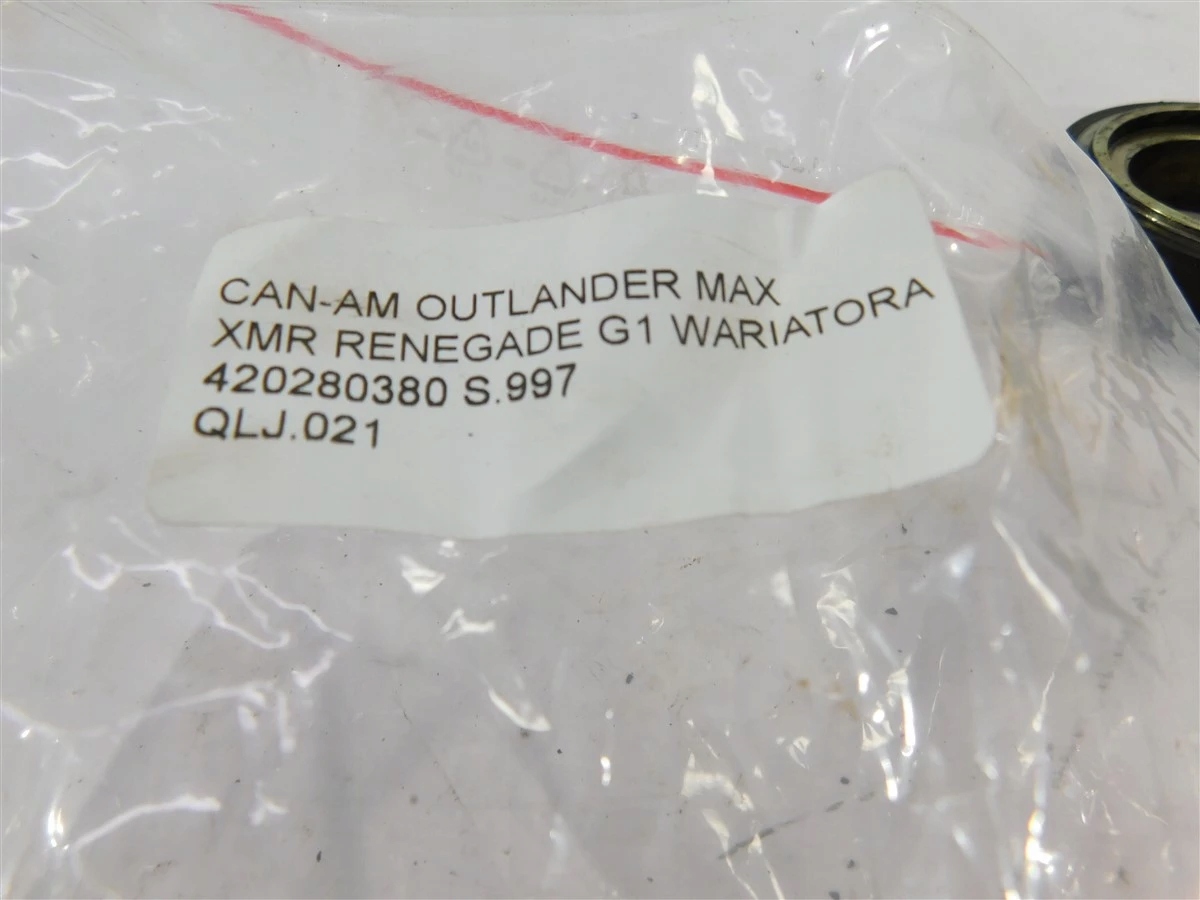 CAN-AM OUTLANDER MAX
XMR RENEGADE G1 WARIATORA
420280380 S.997
QLJ.021